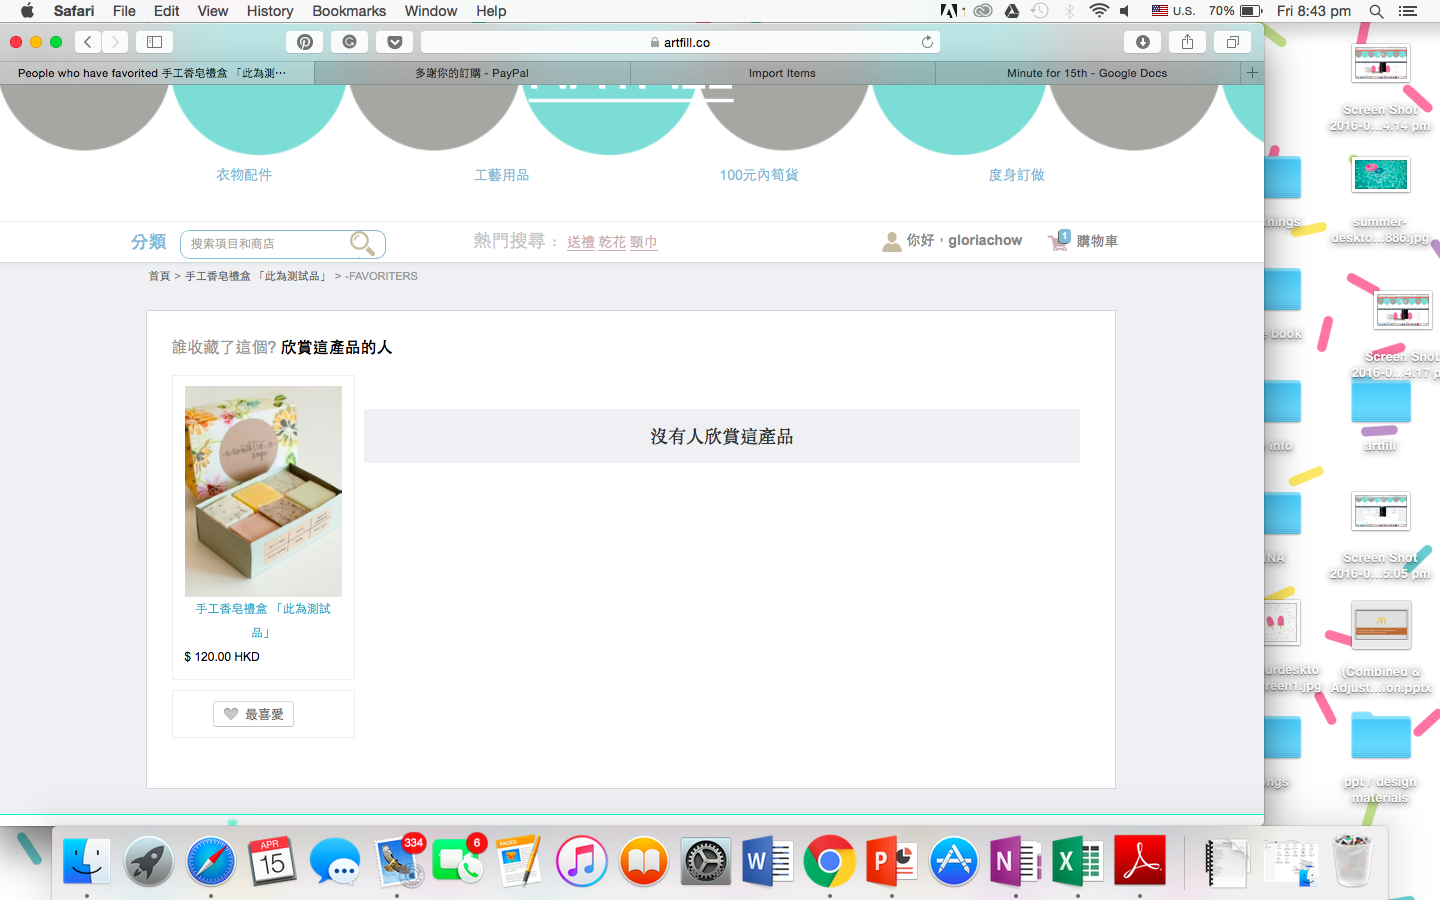 Safari File Edit View History Bookmarks Window Help
U.S. 70% Fri 8:43 pm
artfill.co
People who have favorited 手工香皂禮盒 「此為測…
多謝你的訂購 - PayPal
Import Items
Minute for 15th - Google Docs
衣物配件 工藝用品 100元內筍貨 度身訂做
分類 搜索項目和商店 熱門搜尋： 送禮 乾花 頸巾 你好，gloriachow 1 購物車
首頁 > 手工香皂禮盒 「此為測試品」 > -FAVORITERS
誰收藏了這個? 欣賞這產品的人
沒有人欣賞這產品
手工香皂禮盒 「此為測試
品」
$ 120.00 HKD
最喜愛
Screen Shot
2016-0...4.14 pm
summer-
deskto...886.jpg
Screen Shot
2016-0...4.17 p
artfill
Screen Shot
2016-0...5.05 pm
(Combined &
Adjust...ion.pptx
ppt / design
materials
hings
e book
info
INA
urdeskto
reen1.jpg
ngs
APR
15
334
6
PAGES
W
P
N
X